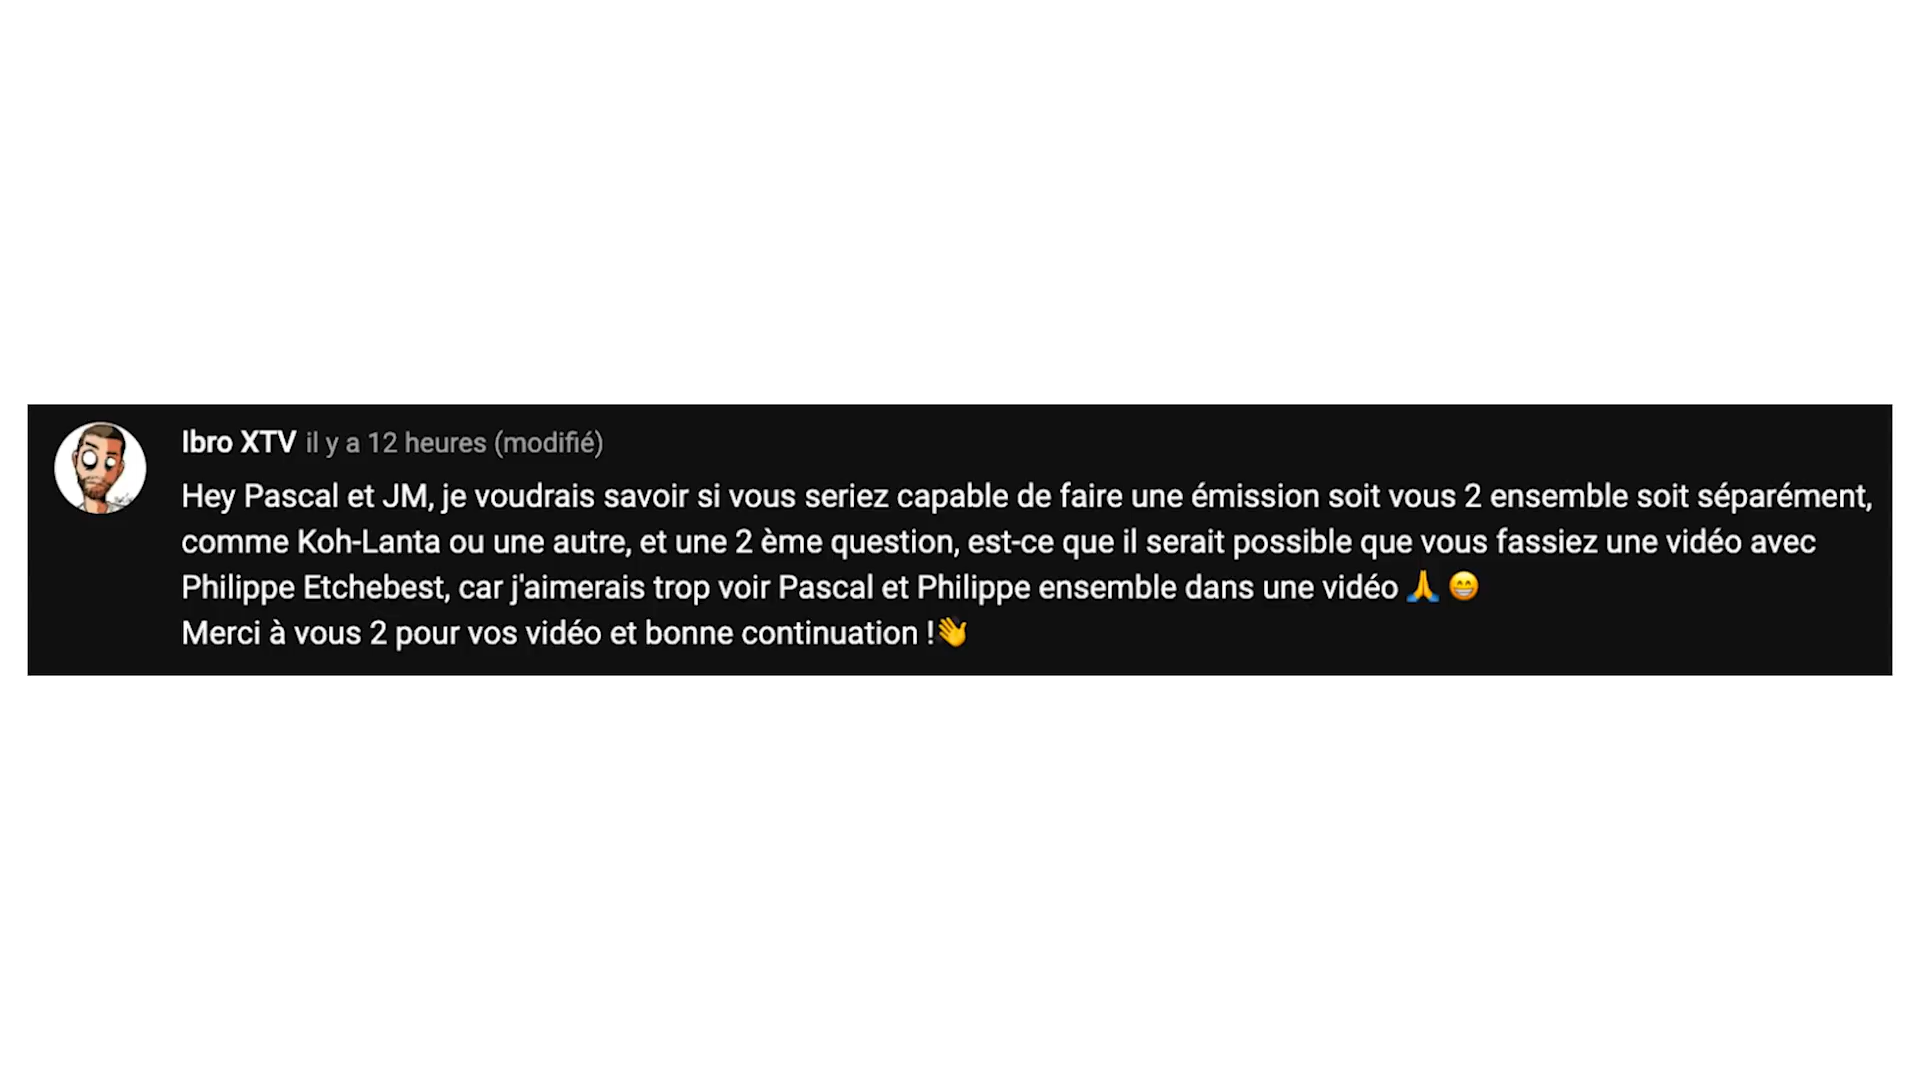 Ibro XTV il y a 12 heures (modifié)
Hey Pascal et JM, je voudrais savoir si vous seriez capable de faire une émission soit vous 2 ensemble soit séparément,
comme Koh-Lanta ou une autre, et une 2 ème question, est-ce que il serait possible que vous fassiez une vidéo avec
Philippe Etchebest, car j'aimerais trop voir Pascal et Philippe ensemble dans une vidéo 🙏 😁
Merci à vous 2 pour vos vidéo et bonne continuation !👋